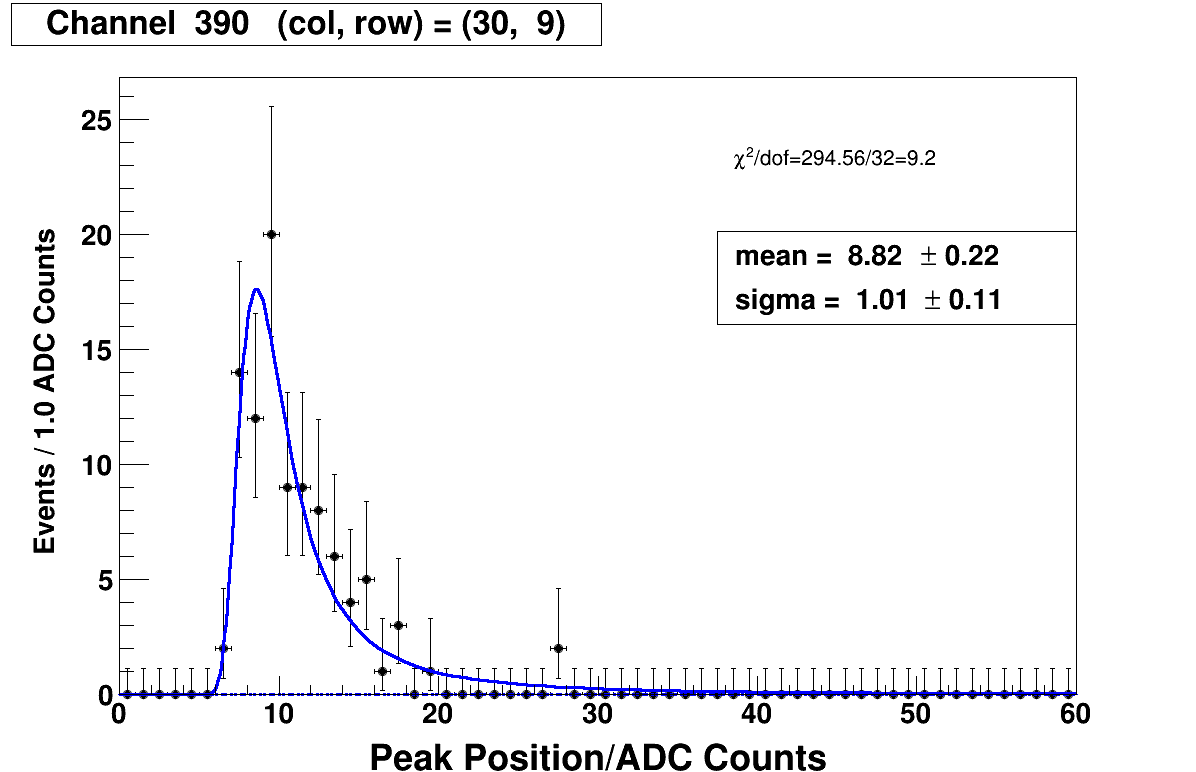 Channel 390 (col, row) = (30, 9)
Events / 1.0 ADC Counts
25
20
15
10
5
0
χ²/dof=294.56/32=9.2
mean = 8.82 ± 0.22
sigma = 1.01 ± 0.11
0 10 20 30 40 50 60
Peak Position/ADC Counts